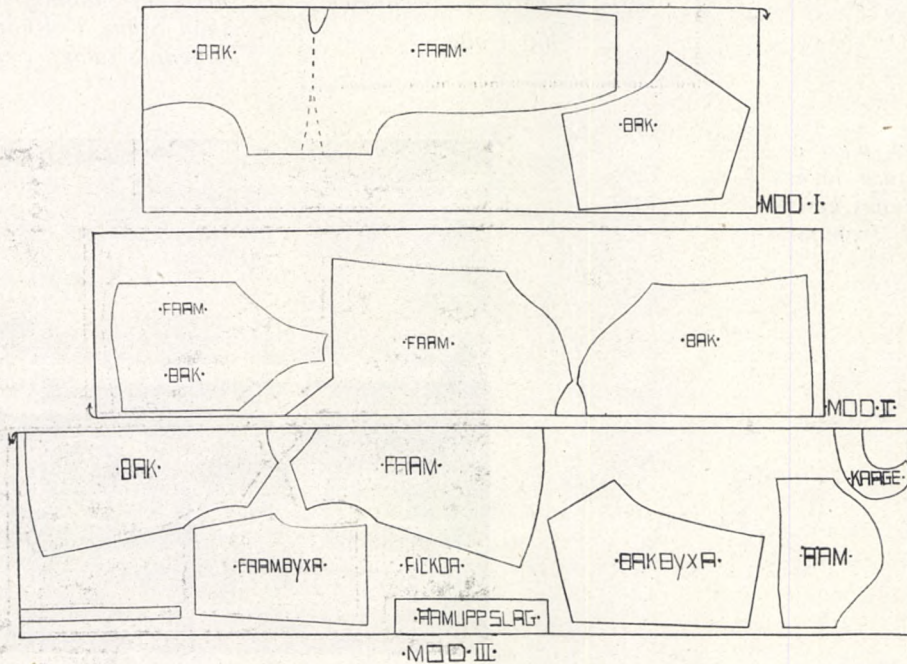 ·BAK·
·FRAM·
·BAK·
·MOD·I·
·FRAM·
·BAK·
·FRAM·
·BAK·
·MOD·II·
·BAK·
·FRAM·
·KRAGE·
·FRAMBYXA·
·FICKOR·
·BAKBYXA·
·ARM·
·ARMUPPSLAG·
·MOD·III·